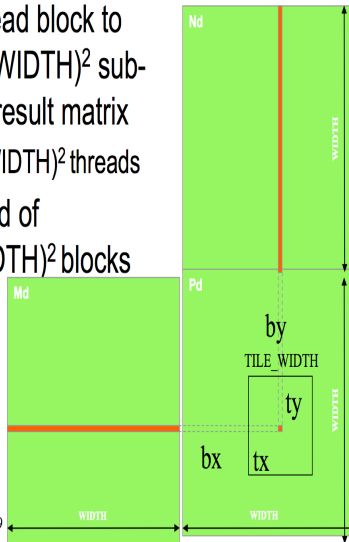 ead block to
WIDTH)² sub-
result matrix
WIDTH)² threads
d of
DTH)² blocks
Nd
WIDTH
Md
Pd
by
TILE_WIDTH
ty
bx
tx
WIDTH
WIDTH
WIDTH